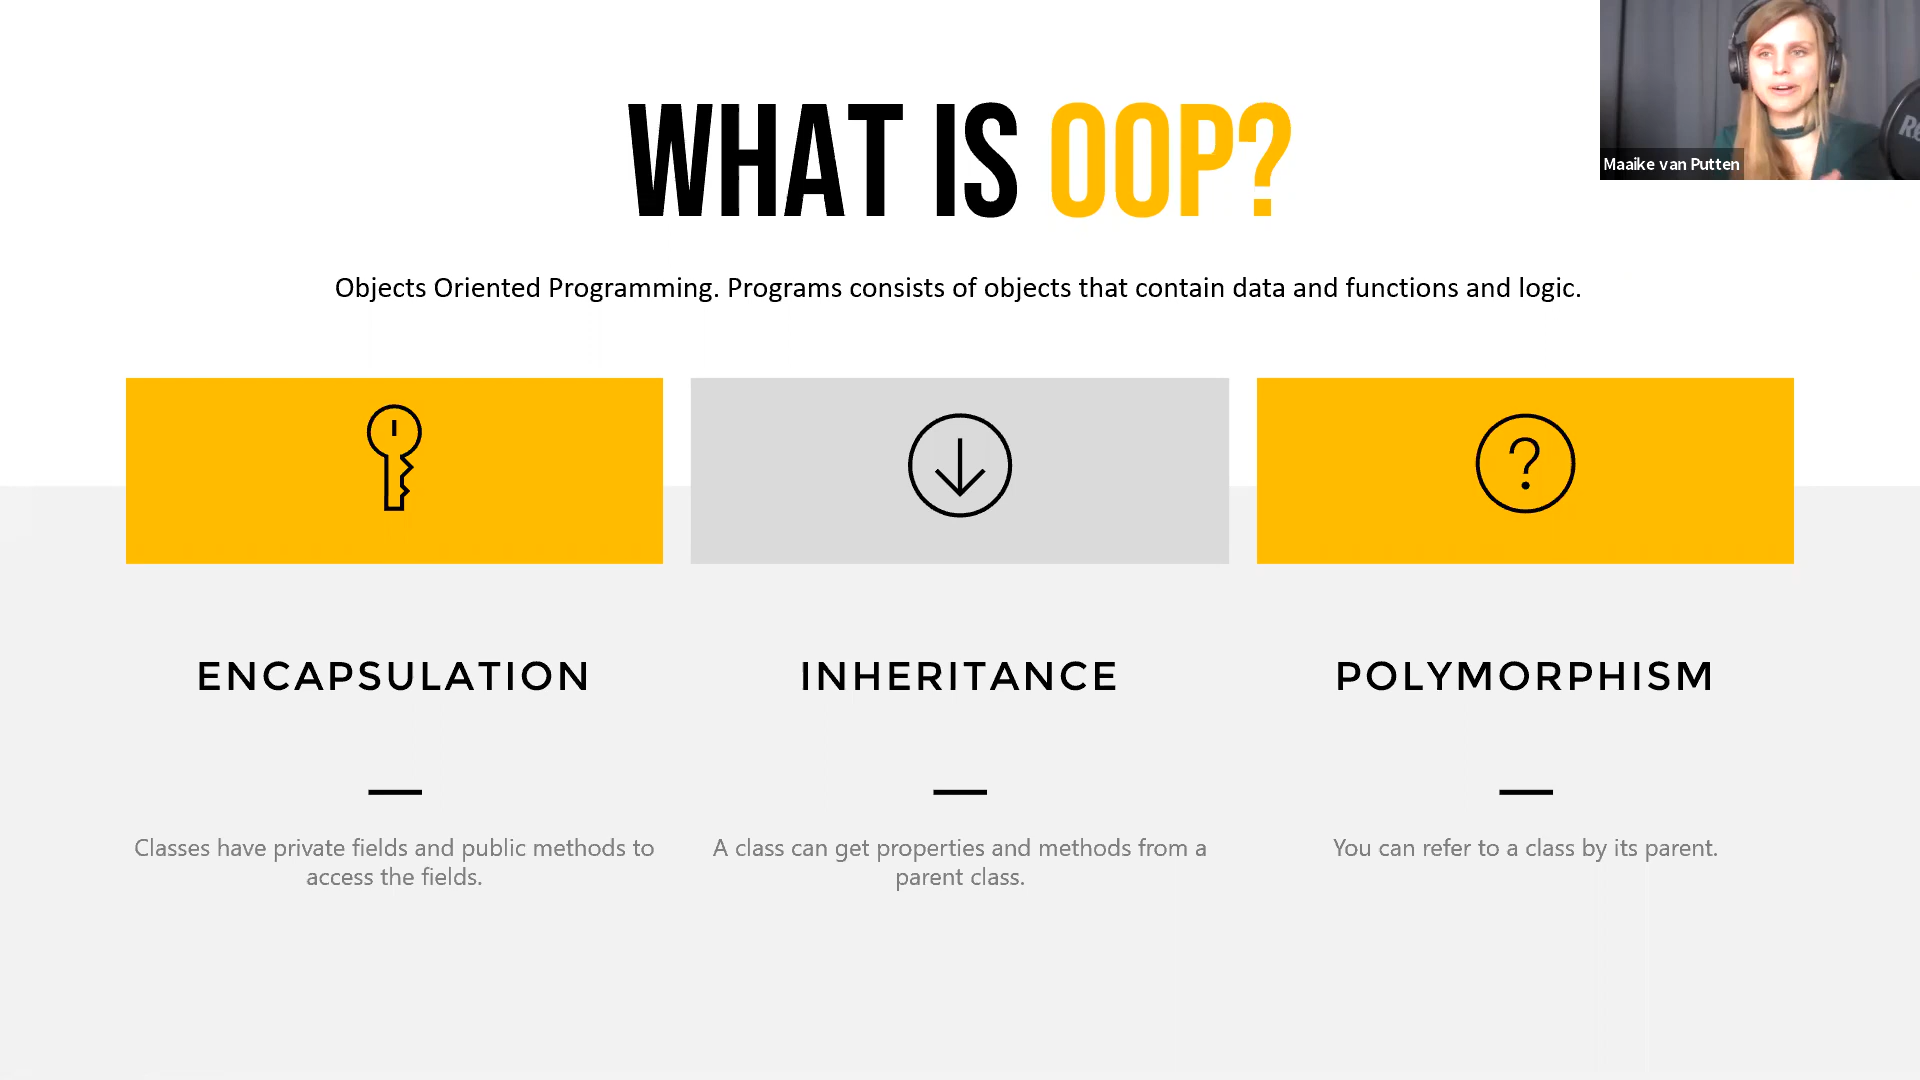 WHAT IS OOP?
Maaike van Putten
Objects Oriented Programming. Programs consists of objects that contain data and functions and logic.
?
ENCAPSULATION
INHERITANCE
POLYMORPHISM
Classes have private fields and public methods to
access the fields.
A class can get properties and methods from a
parent class.
You can refer to a class by its parent.